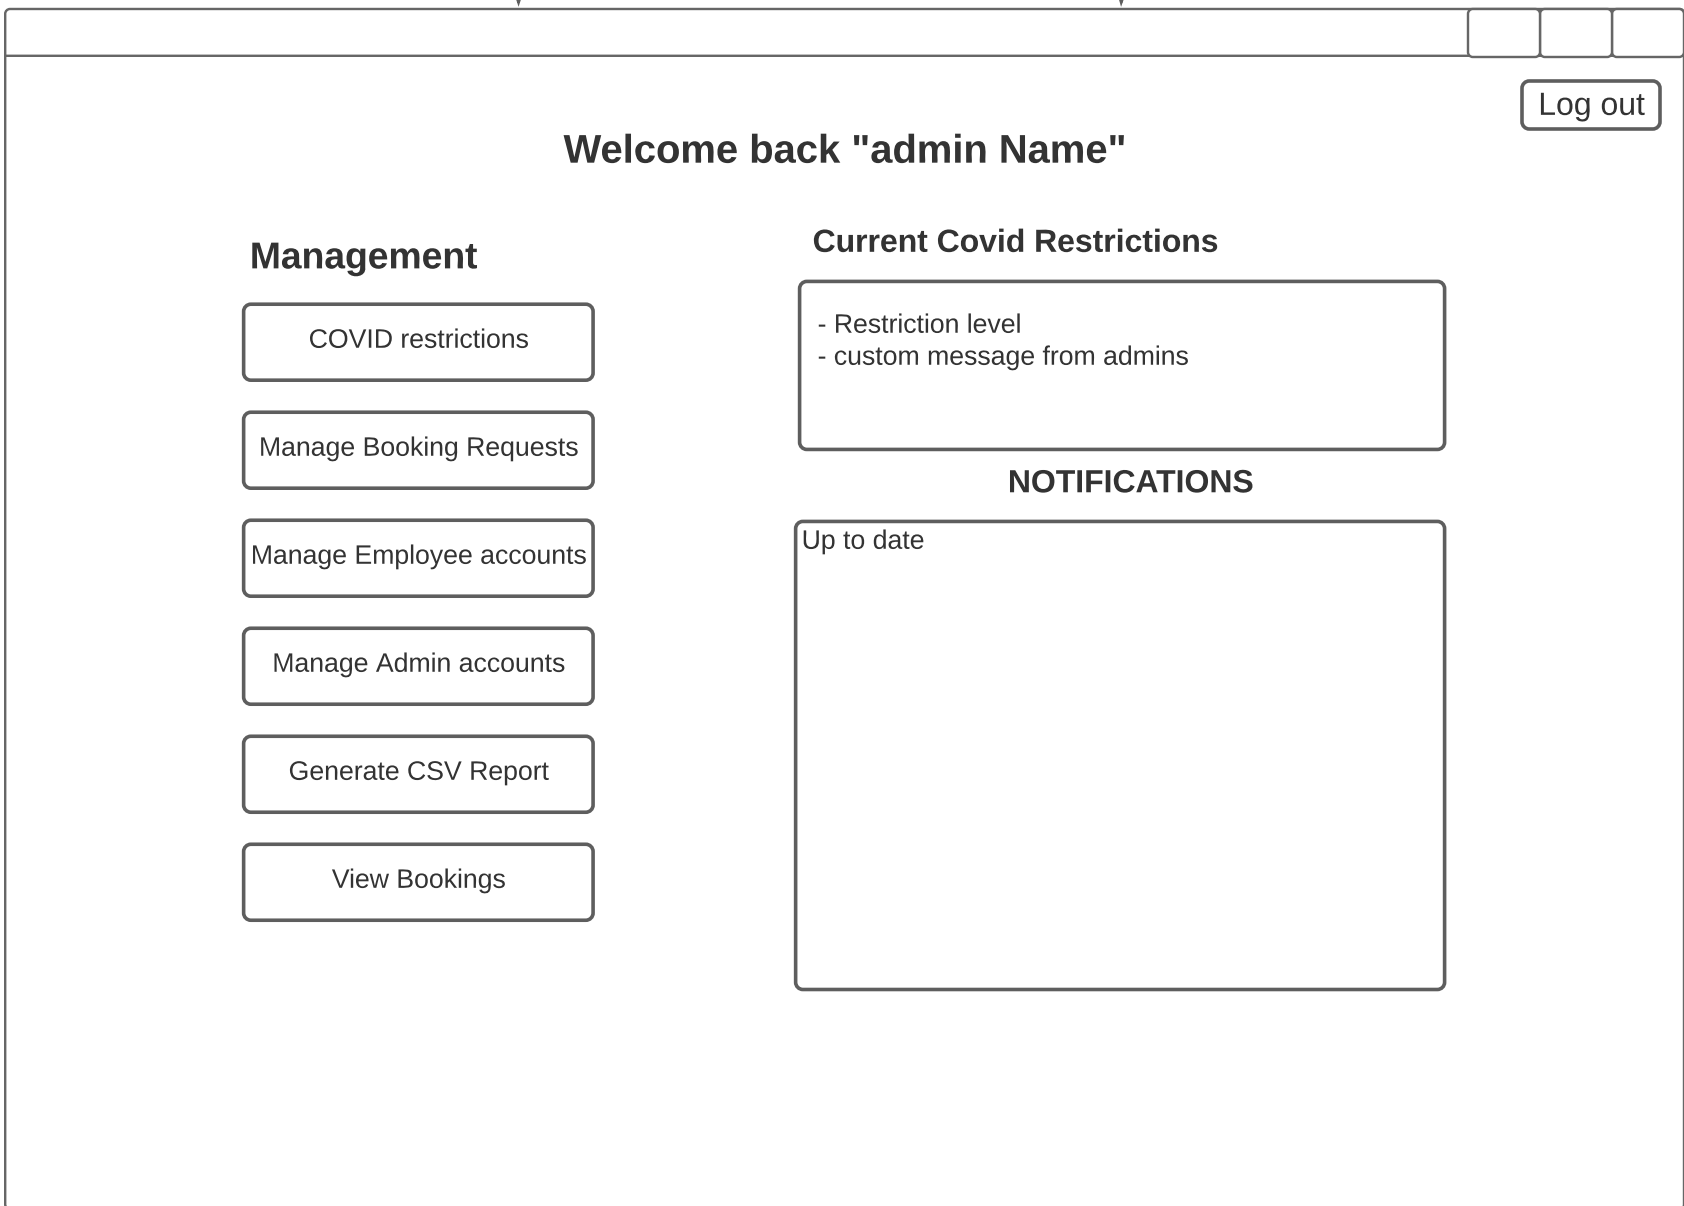 Log out
Welcome back "admin Name"
Management
COVID restrictions
Manage Booking Requests
Manage Employee accounts
Manage Admin accounts
Generate CSV Report
View Bookings
Current Covid Restrictions
- Restriction level
- custom message from admins
NOTIFICATIONS
Up to date